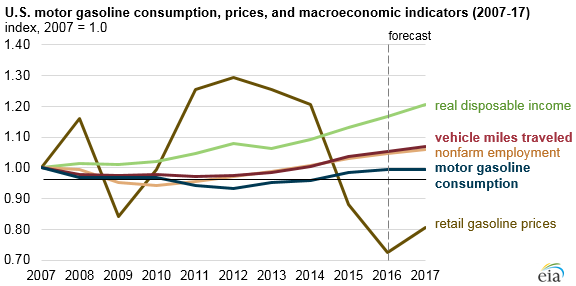 U.S. motor gasoline consumption, prices, and macroeconomic indicators (2007-17)
index, 2007 = 1.0
forecast
1.40
1.30
1.20
1.10
1.00
0.90
0.80
0.70
real disposable income
vehicle miles traveled
nonfarm employment
motor gasoline
consumption
retail gasoline prices
2007 2008 2009 2010 2011 2012 2013 2014 2015 2016 2017
eia